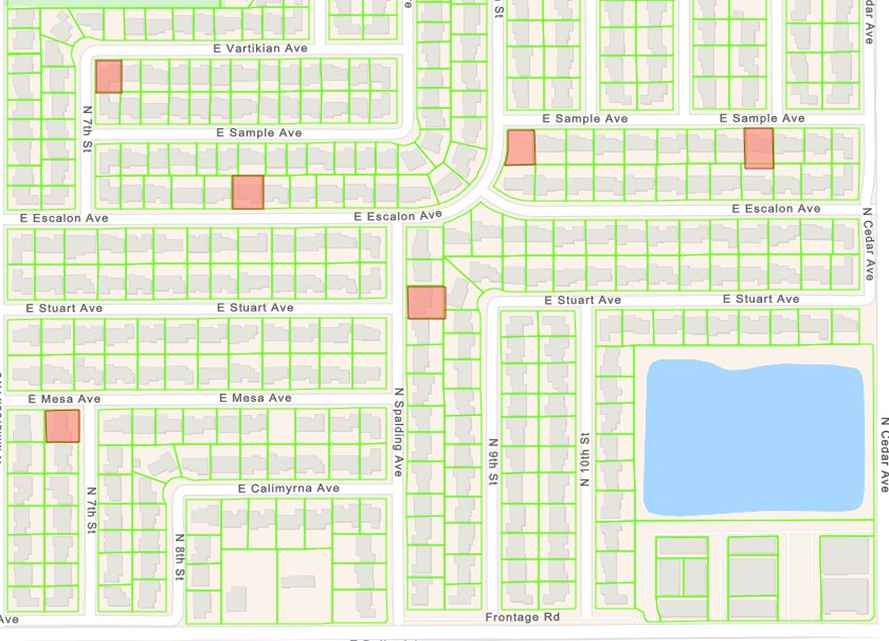 E Vartikian Ave
N 7th St
E Sample Ave
E Sample Ave
E Sample Ave
E Escalon Ave
E Escalon Ave
E Escalon Ave
N Cedar Ave
E Stuart Ave
E Stuart Ave
E Stuart Ave
E Stuart Ave
E Mesa Ave
E Mesa Ave
N Spalding Ave
N 9th St
N 10th St
N Cedar Ave
N 7th St
E Calimyrna Ave
N 8th St
Frontage Rd
Ave